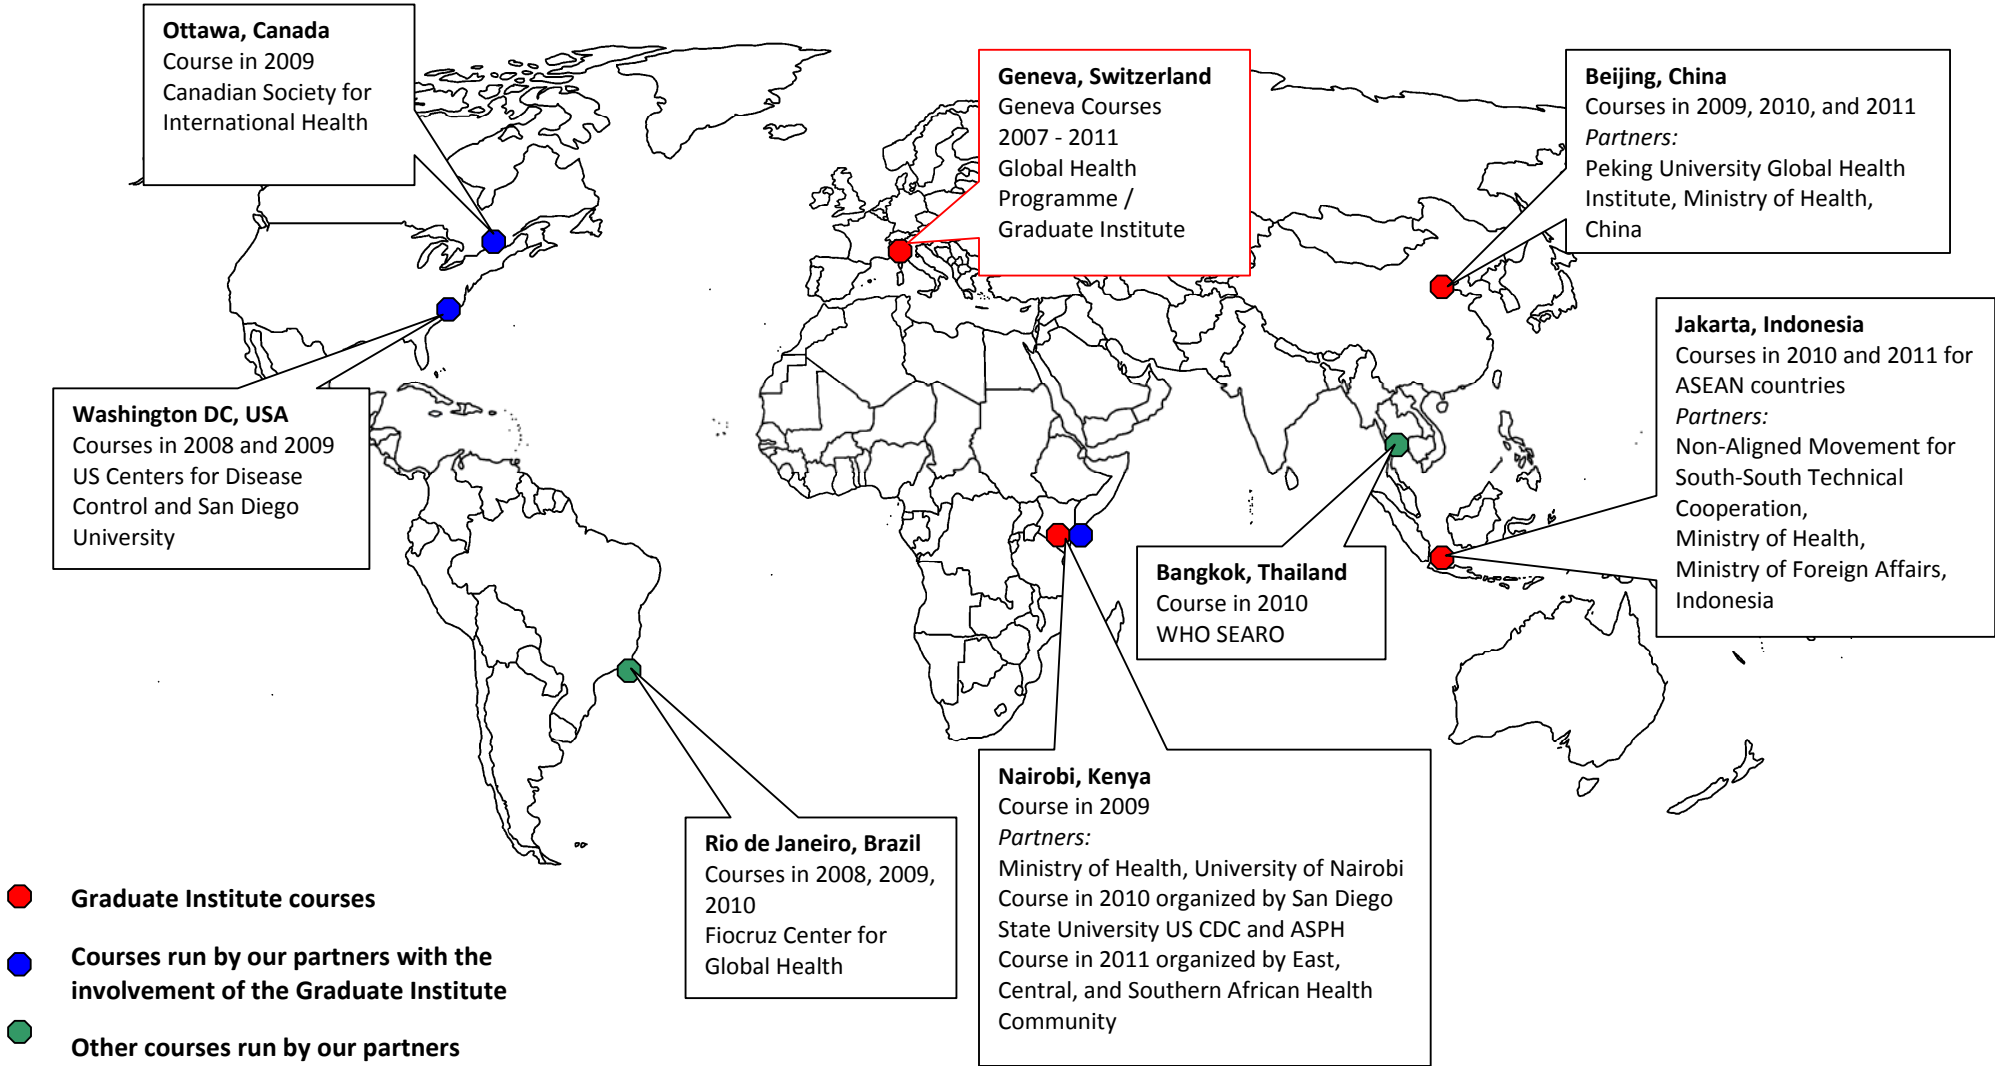 Ottawa, Canada
Course in 2009
Canadian Society for
International Health
Geneva, Switzerland
Geneva Courses
2007 - 2011
Global Health
Programme /
Graduate Institute
Beijing, China
Courses in 2009, 2010, and 2011
Partners:
Peking University Global Health
Institute, Ministry of Health,
China
Jakarta, Indonesia
Courses in 2010 and 2011 for
ASEAN countries
Partners:
Non-Aligned Movement for
South-South Technical
Cooperation,
Ministry of Health,
Ministry of Foreign Affairs,
Indonesia
Washington DC, USA
Courses in 2008 and 2009
US Centers for Disease
Control and San Diego
University
Bangkok, Thailand
Course in 2010
WHO SEARO
Rio de Janeiro, Brazil
Courses in 2008, 2009,
2010
Fiocruz Center for
Global Health
Nairobi, Kenya
Course in 2009
Partners:
Ministry of Health, University of Nairobi
Course in 2010 organized by San Diego
State University US CDC and ASPH
Course in 2011 organized by East,
Central, and Southern African Health
Community
Graduate Institute courses
Courses run by our partners with the
involvement of the Graduate Institute
Other courses run by our partners